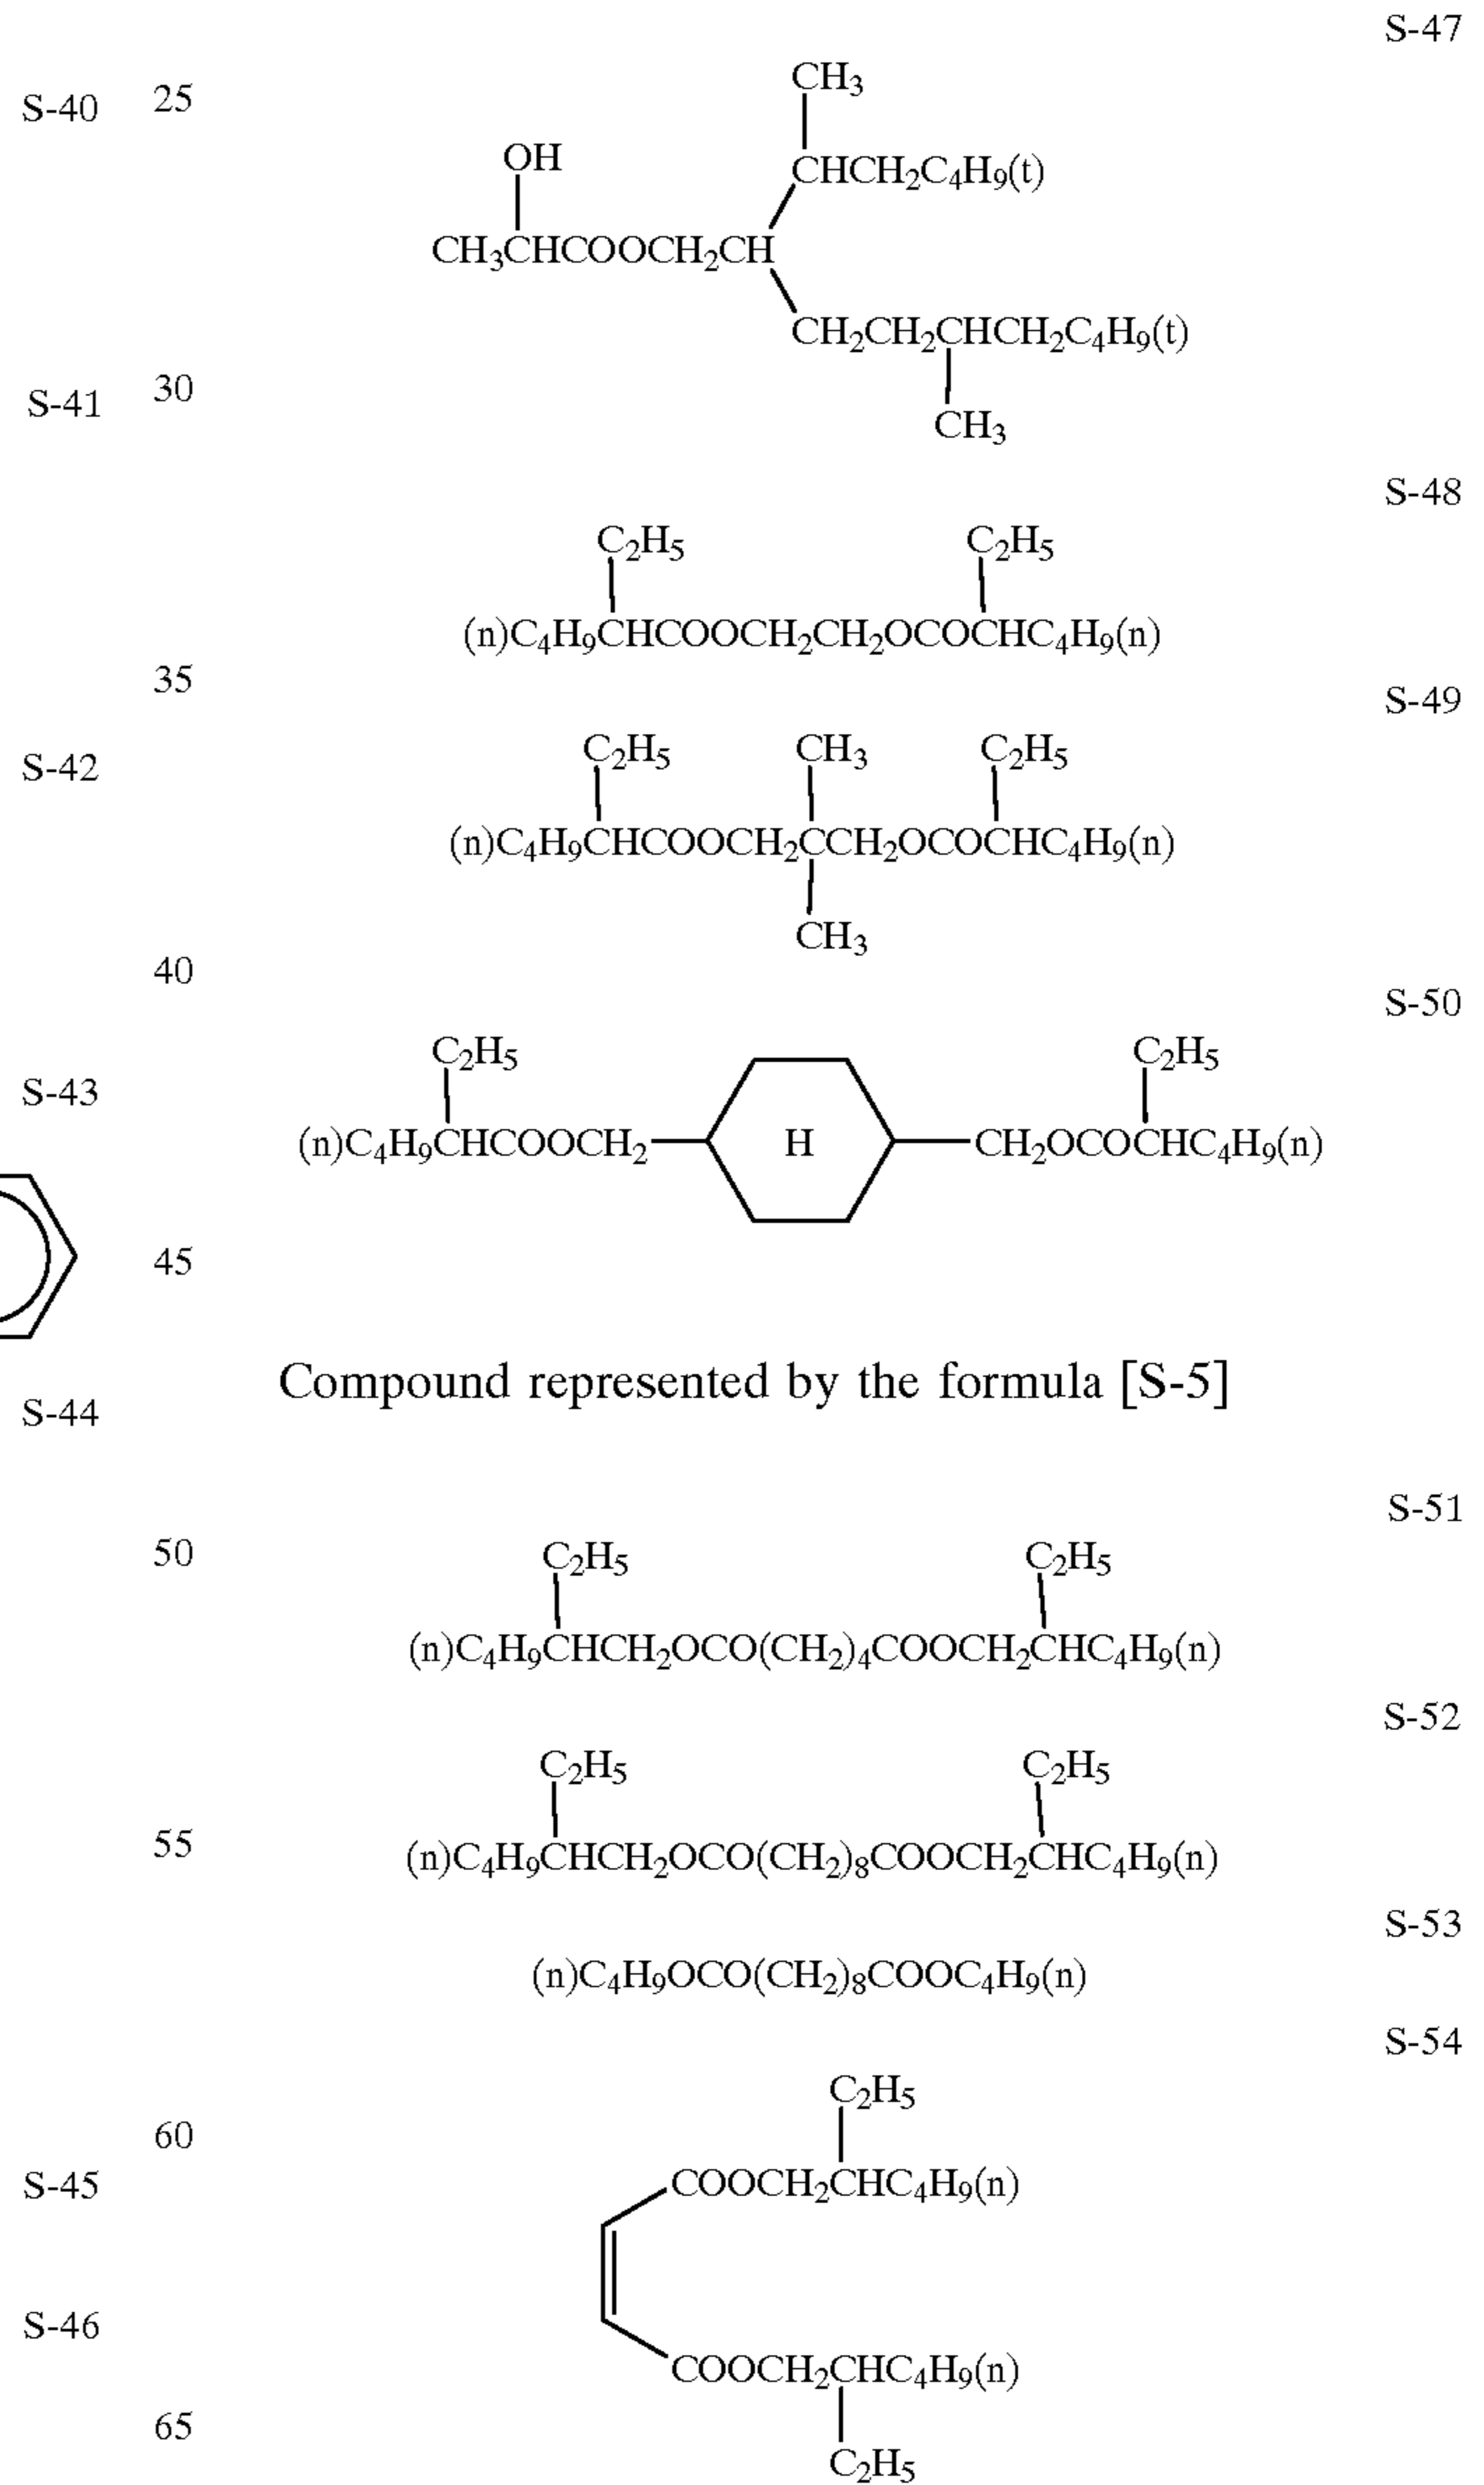 S-47
CH₃
S-40 25
OH
CHCH₂C₄H₉(t)
CH₃CHCOOCH₂CH
CH₂CH₂CHCH₂C₄H₉(t)
S-41 30
CH₃
S-48
C₂H₅ C₂H₅
(n)C₄H₉CHCOOCH₂CH₂OCOCHC₄H₉(n)
35
S-49
C₂H₅ CH₃ C₂H₅
S-42
(n)C₄H₉CHCOOCH₂CCH₂OCOCHC₄H₉(n)
CH₃
40
S-50
C₂H₅ C₂H₅
S-43
(n)C₄H₉CHCOOCH₂ H CH₂OCOCHC₄H₉(n)
45
Compound represented by the formula [S-5]
S-44
S-51
50
C₂H₅ C₂H₅
(n)C₄H₉CHCH₂OCO(CH₂)₄COOCH₂CHC₄H₉(n)
S-52
C₂H₅ C₂H₅
55
(n)C₄H₉CHCH₂OCO(CH₂)₈COOCH₂CHC₄H₉(n)
S-53
(n)C₄H₉OCO(CH₂)₈COOC₄H₉(n)
S-54
C₂H₅
60
S-45
COOCH₂CHC₄H₉(n)
S-46
COOCH₂CHC₄H₉(n)
65
C₂H₅